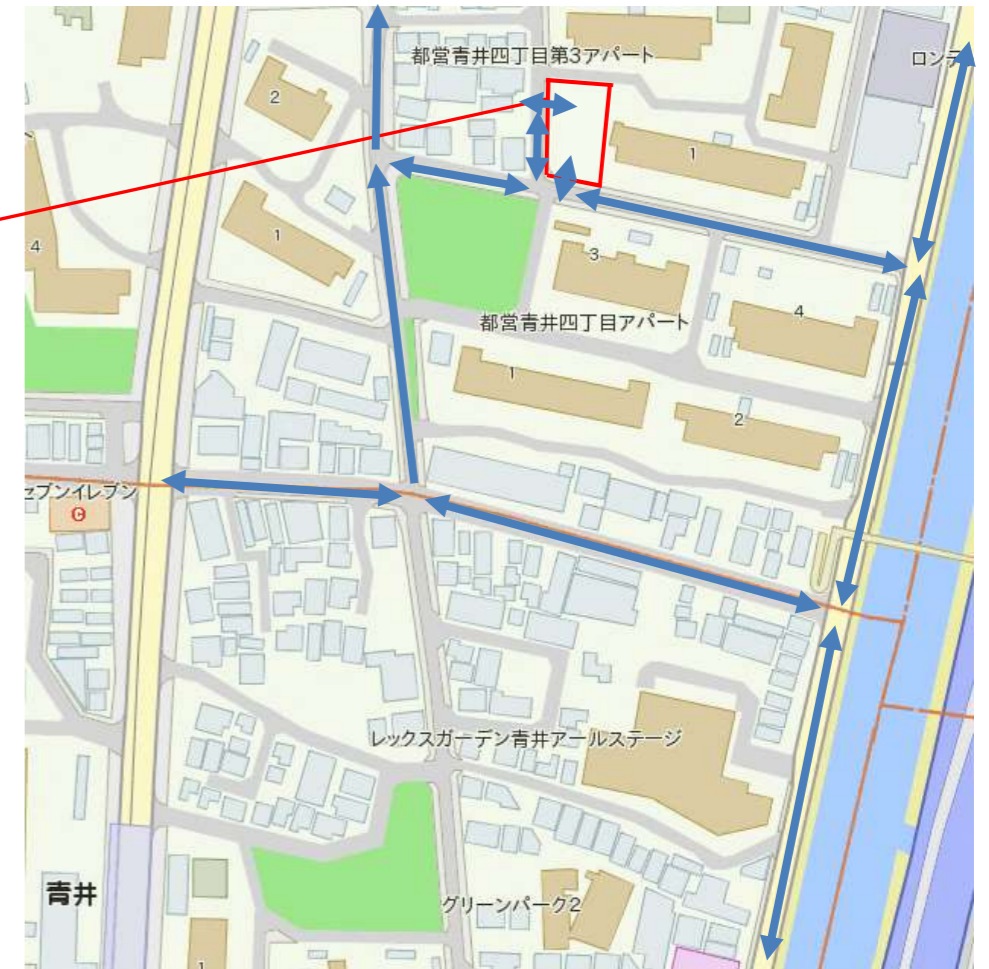 都営青井四丁目第3アパート
ロンテ
2
1
1
4
3
4
都営青井四丁目アパート
1
2
セブンイレブン
レックスガーデン青井アールステージ
青井
グリーンパーク2
1